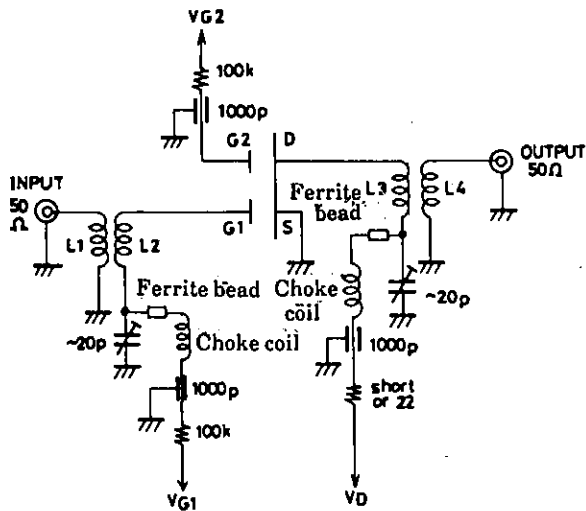 VG2
100k
1000p
G2
D
OUTPUT
50Ω
INPUT
50
Ω
L1
L2
G1
S
Ferrite
bead
L3
L4
Ferrite bead
Choke
coil
~20p
~20p
Choke coil
1000p
1000p
100k
short
or 22
VG1
VD